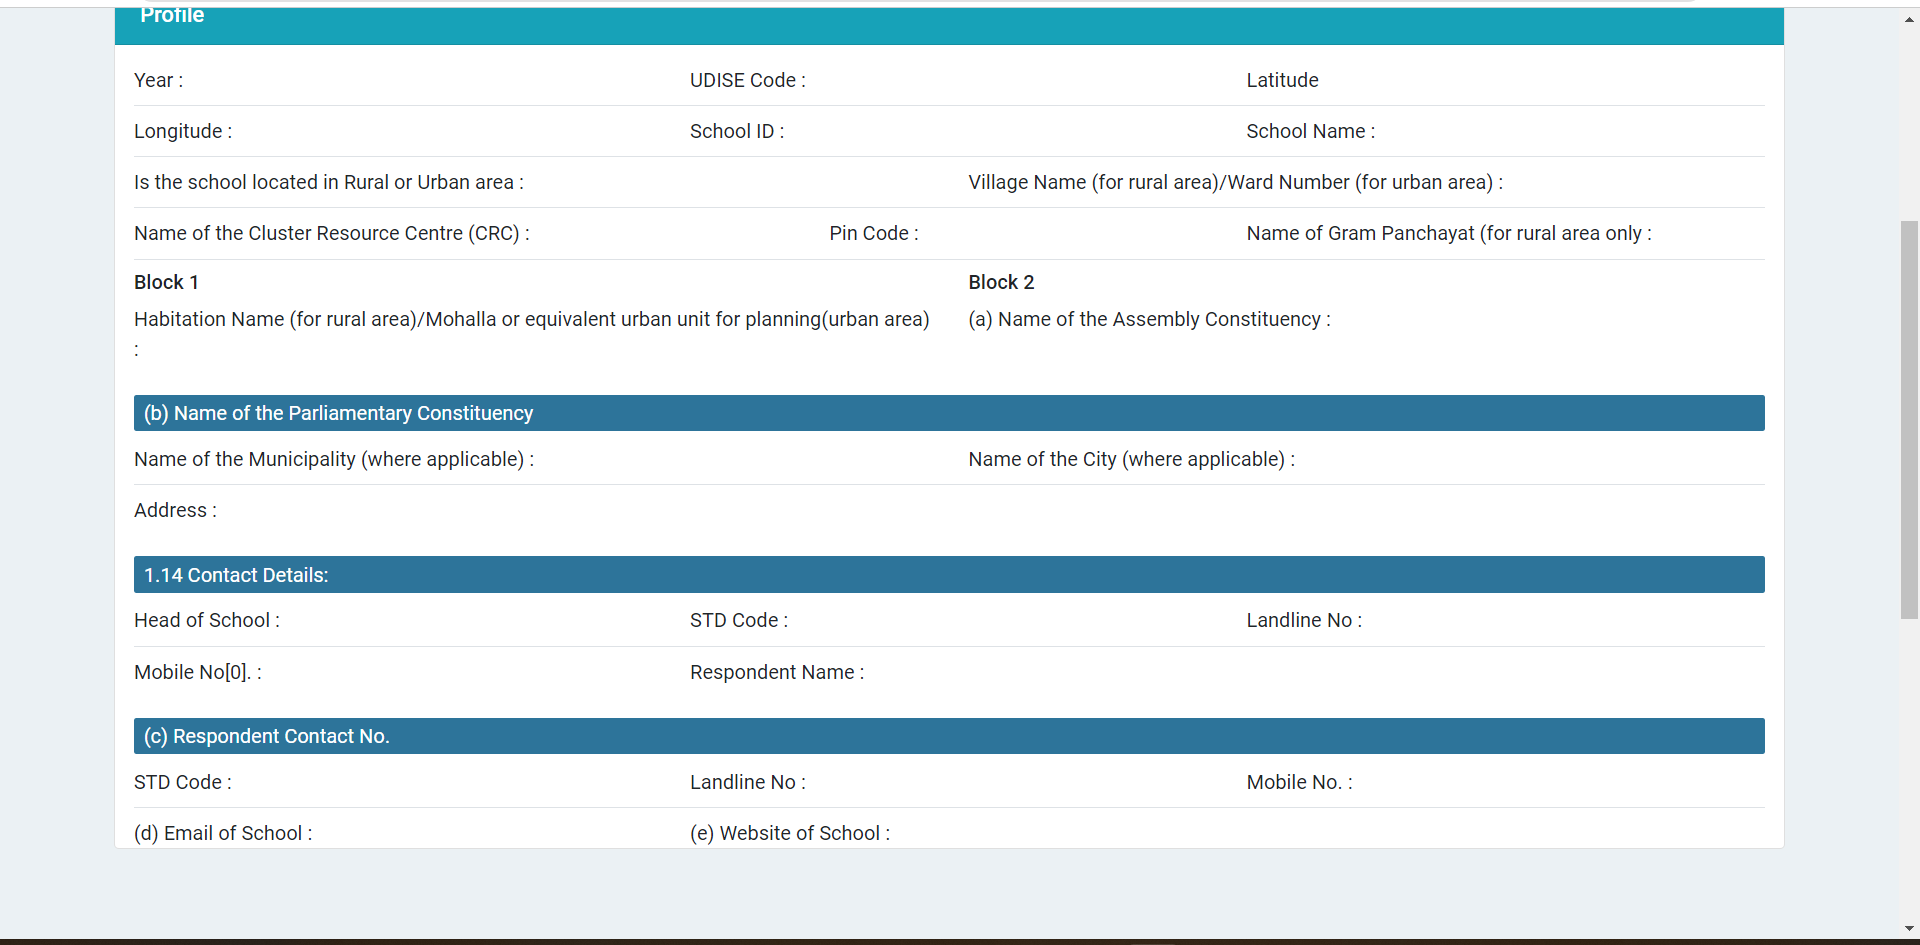 Profile
Year :
UDISE Code :
Latitude
Longitude :
School ID :
School Name :
Is the school located in Rural or Urban area :
Village Name (for rural area)/Ward Number (for urban area) :
Name of the Cluster Resource Centre (CRC) :
Pin Code :
Name of Gram Panchayat (for rural area only :
Block 1
Block 2
Habitation Name (for rural area)/Mohalla or equivalent urban unit for planning(urban area)
:
(a) Name of the Assembly Constituency :
(b) Name of the Parliamentary Constituency
Name of the Municipality (where applicable) :
Name of the City (where applicable) :
Address :
1.14 Contact Details:
Head of School :
STD Code :
Landline No :
Mobile No[0]. :
Respondent Name :
(c) Respondent Contact No.
STD Code :
Landline No :
Mobile No. :
(d) Email of School :
(e) Website of School :